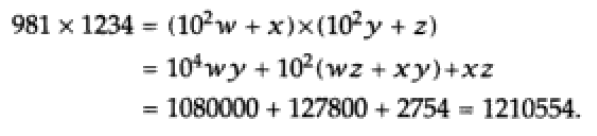 981 × 1234 = (10²w + x)×(10²y + z)
= 10⁴wy + 10²(wz + xy)+xz
= 1080000 + 127800 + 2754 = 1210554.